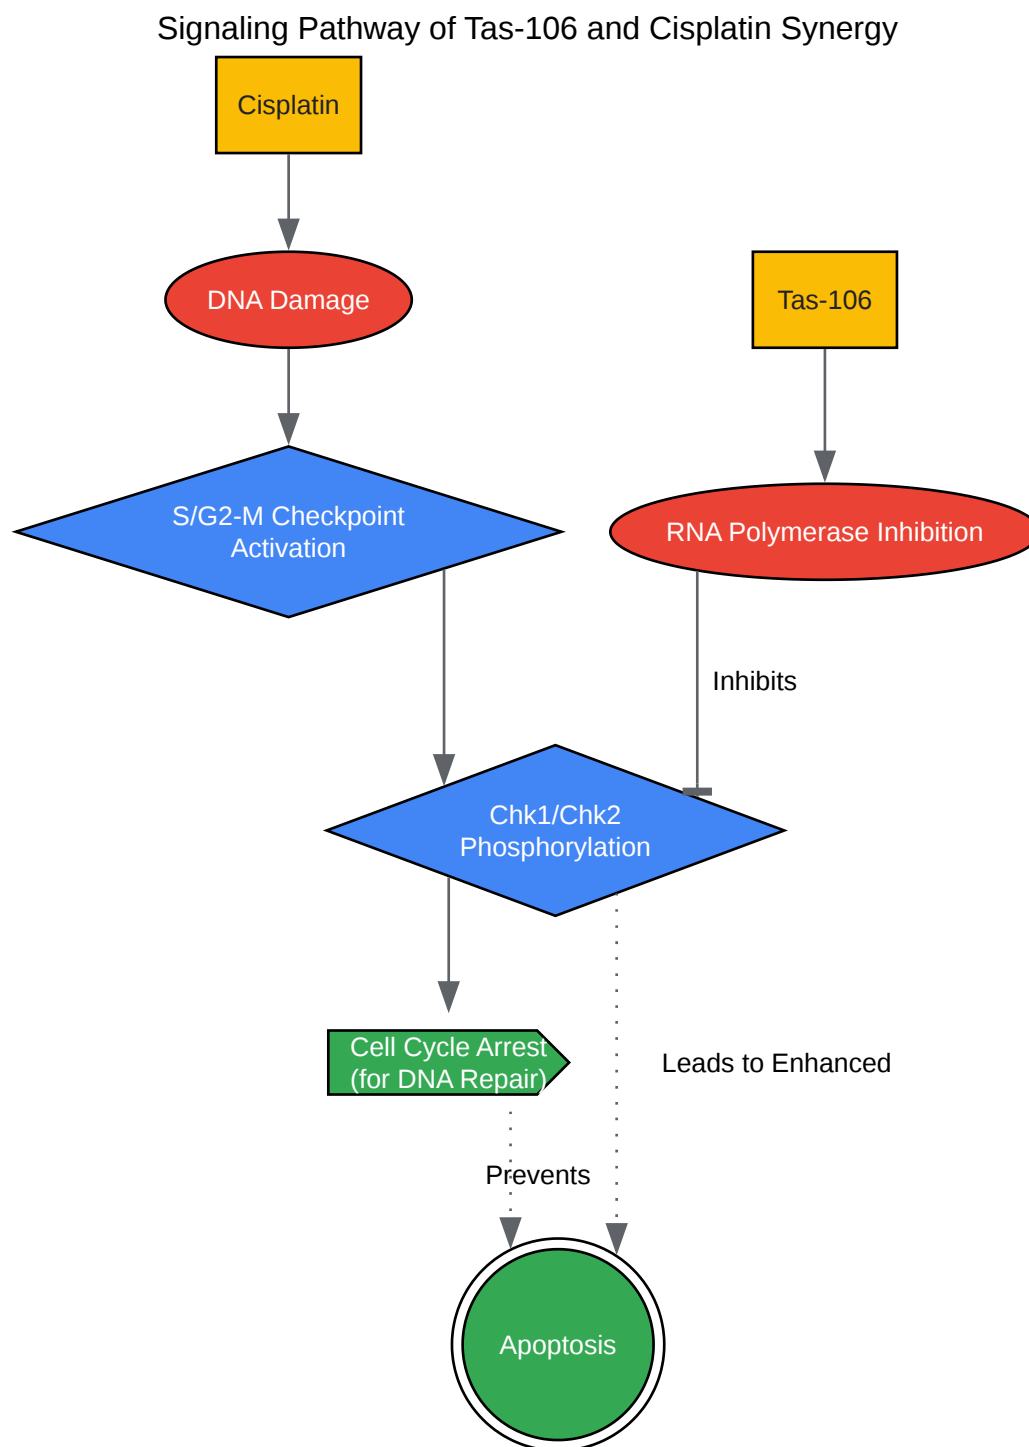 Signaling Pathway of Tas-106 and Cisplatin Synergy
Cisplatin
DNA Damage
Tas-106
S/G2-M Checkpoint
Activation
RNA Polymerase Inhibition
Inhibits
Chk1/Chk2
Phosphorylation
Cell Cycle Arrest
(for DNA Repair)
Leads to Enhanced
Prevents
Apoptosis